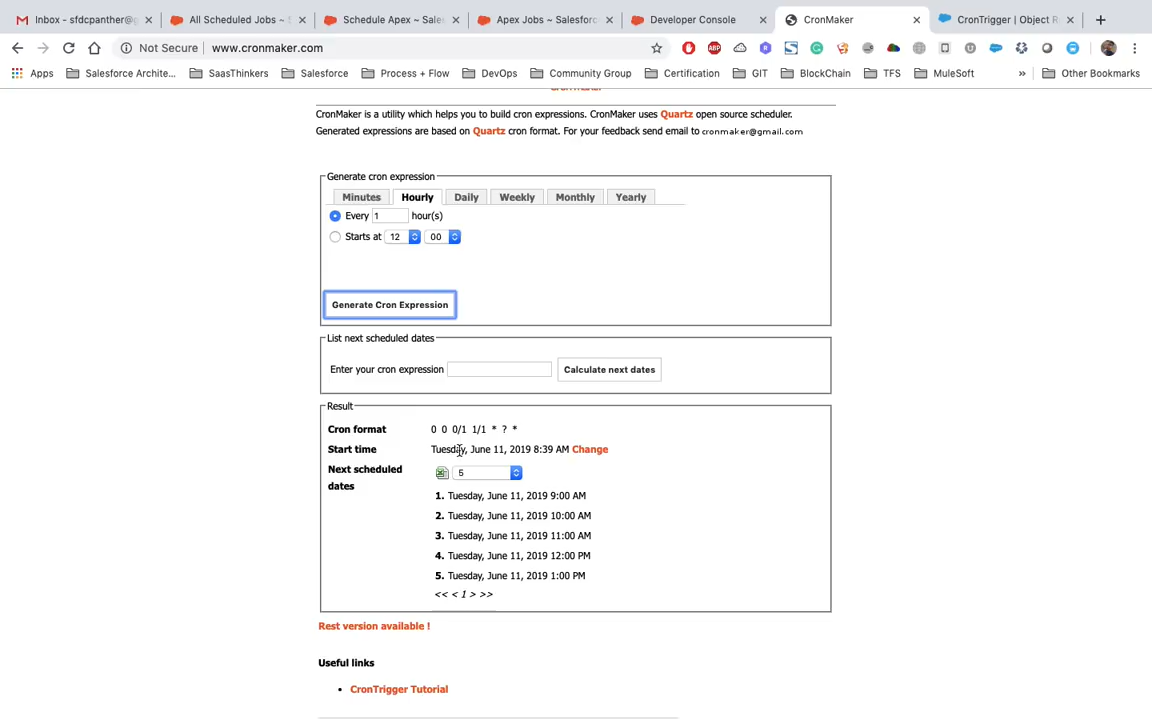 Inbox - sfdcpanther@g
All Scheduled Jobs ~ S
Schedule Apex ~ Sales
Apex Jobs ~ Salesforc
Developer Console
CronMaker
CronTrigger | Object R
Not Secure
www.cronmaker.com
Apps
Salesforce Archite...
SaasThinkers
Salesforce
Process + Flow
DevOps
Community Group
Certification
GIT
BlockChain
TFS
MuleSoft
»
Other Bookmarks
CronMaker
CronMaker is a utility which helps you to build cron expressions. CronMaker uses Quartz open source scheduler.
Generated expressions are based on Quartz cron format. For your feedback send email to cronmaker@gmail.com
Generate cron expression
Minutes Hourly Daily Weekly Monthly Yearly
Every 1 hour(s)
Starts at 12 00
Generate Cron Expression
List next scheduled dates
Enter your cron expression Calculate next dates
Result
Cron format 0 0 0/1 1/1 * ? *
Start time Tuesday, June 11, 2019 8:39 AM Change
Next scheduled dates 5
1. Tuesday, June 11, 2019 9:00 AM
2. Tuesday, June 11, 2019 10:00 AM
3. Tuesday, June 11, 2019 11:00 AM
4. Tuesday, June 11, 2019 12:00 PM
5. Tuesday, June 11, 2019 1:00 PM
<< < 1 > >>
Rest version available !
Useful links
CronTrigger Tutorial